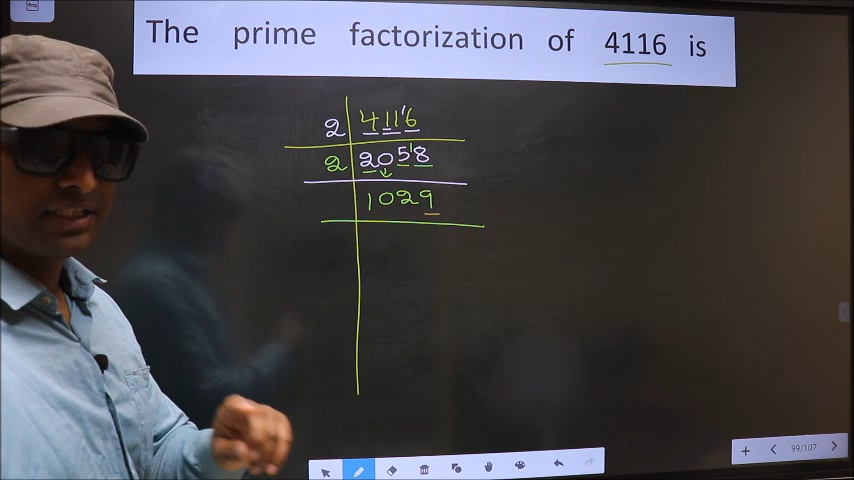 The prime factorization of 4116 is
2 4116
2 2058
1029
99/107